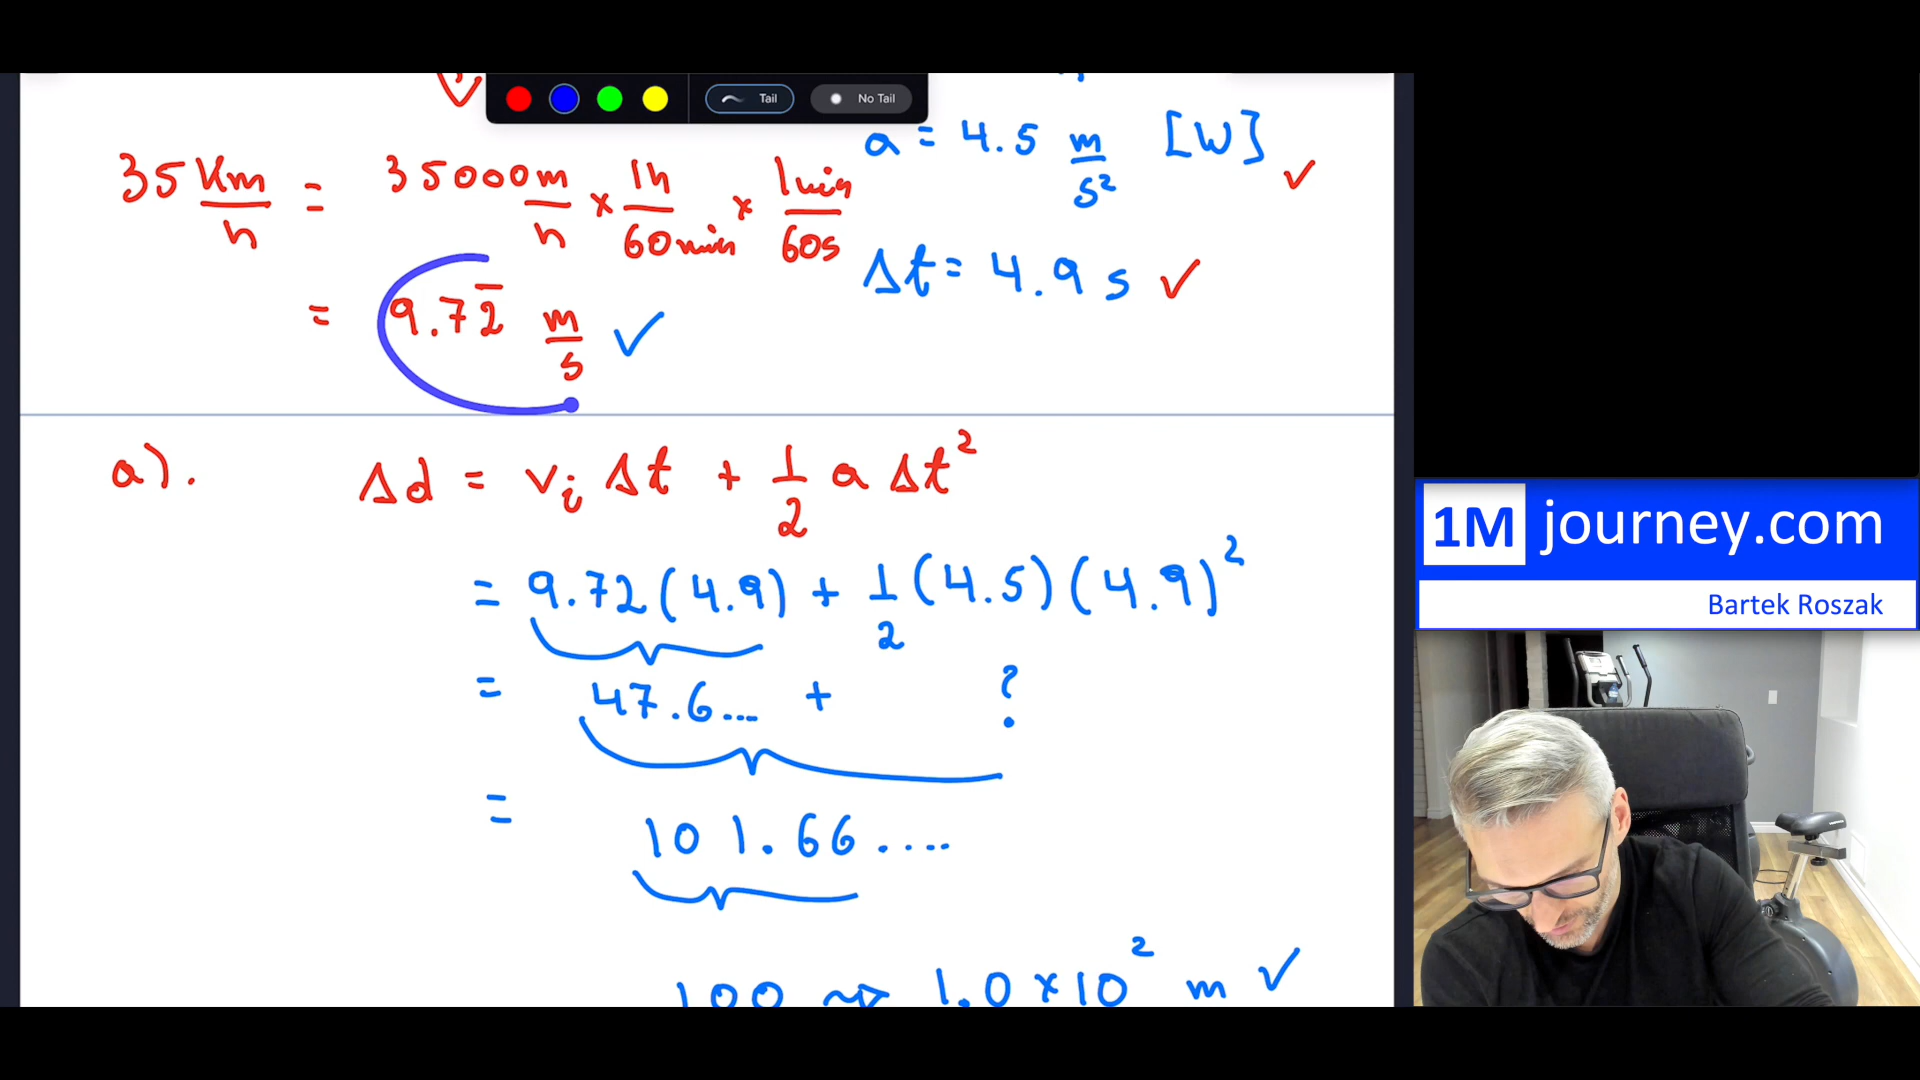 Tail No Tail
a = 4.5 m/s² [W] ✓
35 Km/h = 35000m/h × 1h/60min × 1min/60s
Δt = 4.9 s ✓
= 9.72̅ m/s ✓
a). Δd = vᵢ Δt + 1/2 a Δt²
= 9.72(4.9) + 1/2 (4.5)(4.9)²
= 47.6... + ?
= 101.66....
100 ⇝ 1.0 × 10² m ✓
1M journey.com
Bartek Roszak